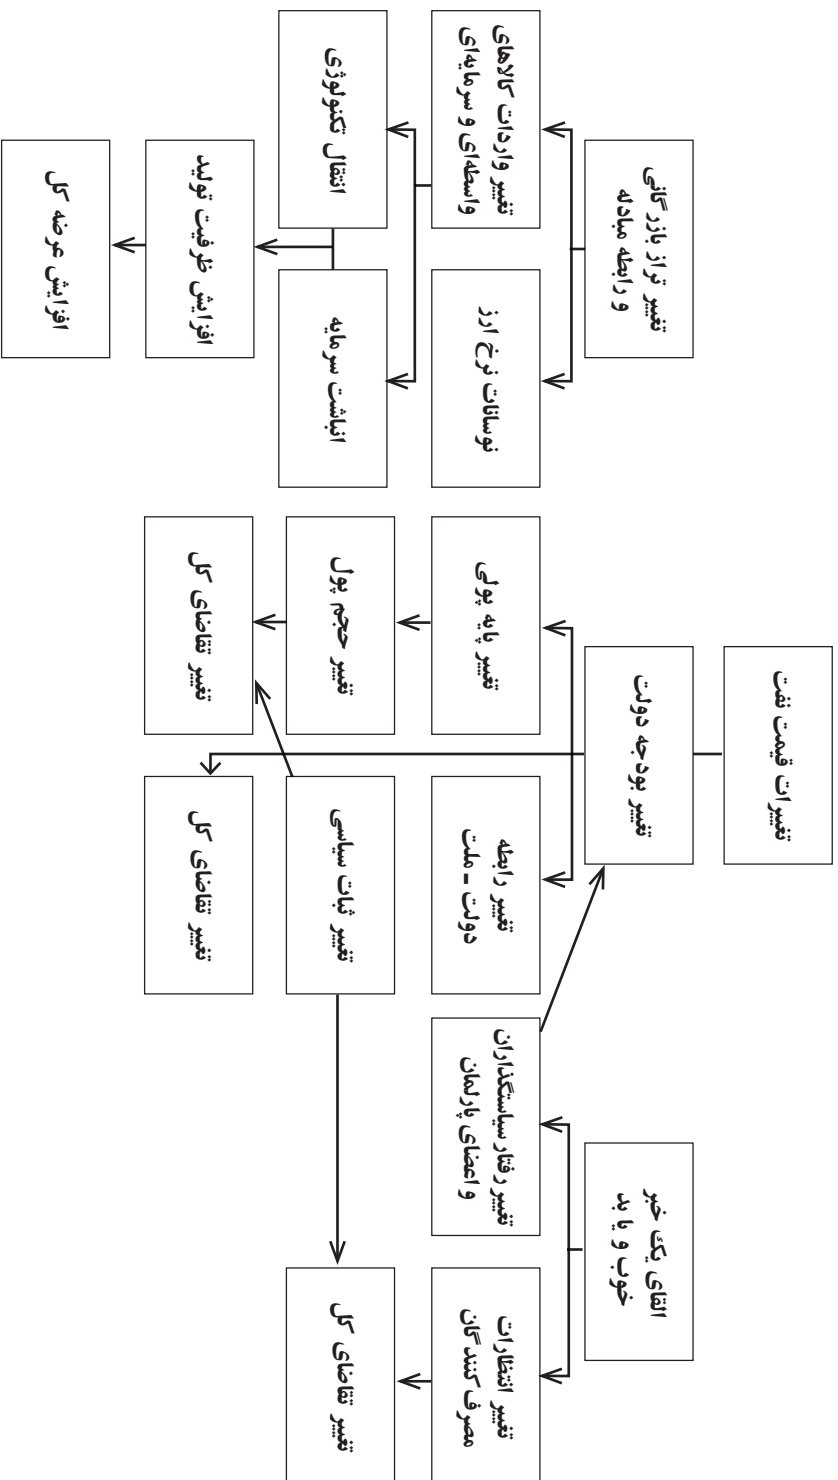 تغییرات قیمت نفت
القای یک خبر
خوب و یا بد
تغییر بودجه دولت
تغییر تراز بازرگانی
و رابطه مبادله
تغییر انتظارات
مصرف کنندگان
تغییر رفتار سیاستگذاران
و اعضای پارلمان
تغییر رابطه
دولت ـ ملت
تغییر پایه پولی
نوسانات نرخ ارز
تغییر واردات کالاهای
واسطه‌ای و سرمایه‌ای
تغییر تقاضای کل
تغییر ثبات سیاسی
تغییر حجم پول
انباشت سرمایه
انتقال تکنولوژی
تغییر تقاضای کل
تغییر تقاضای کل
افزایش ظرفیت تولید
افزایش عرضه کل